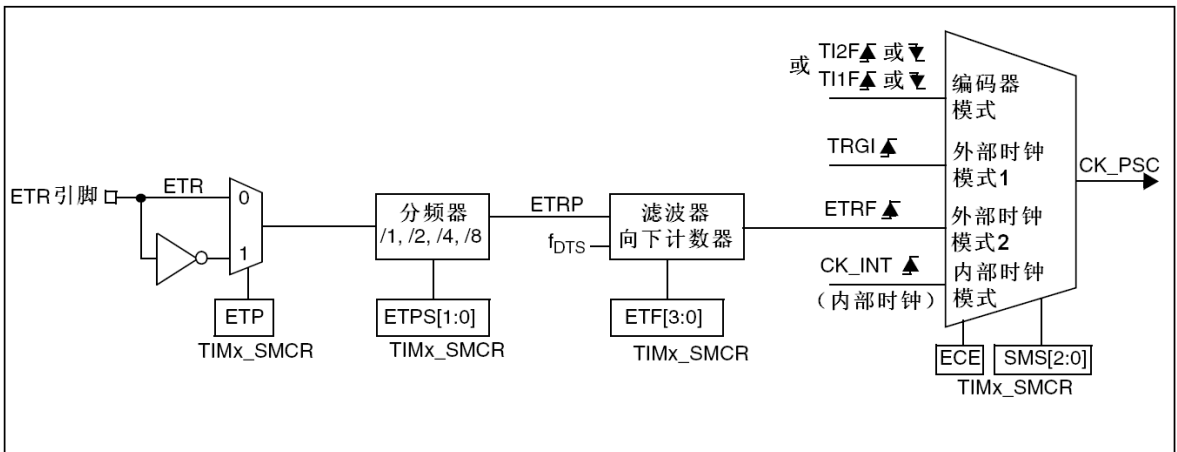 TI2F 或
或 TI1F 或
编码器
模式
TRGI
外部时钟
模式1
CK_PSC
ETR引脚
ETR
0
1
分频器
/1, /2, /4, /8
ETRP
fDTS
滤波器
向下计数器
ETRF
外部时钟
模式2
CK_INT
（内部时钟）
内部时钟
模式
ETP
TIMx_SMCR
ETPS[1:0]
TIMx_SMCR
ETF[3:0]
TIMx_SMCR
ECE
SMS[2:0]
TIMx_SMCR